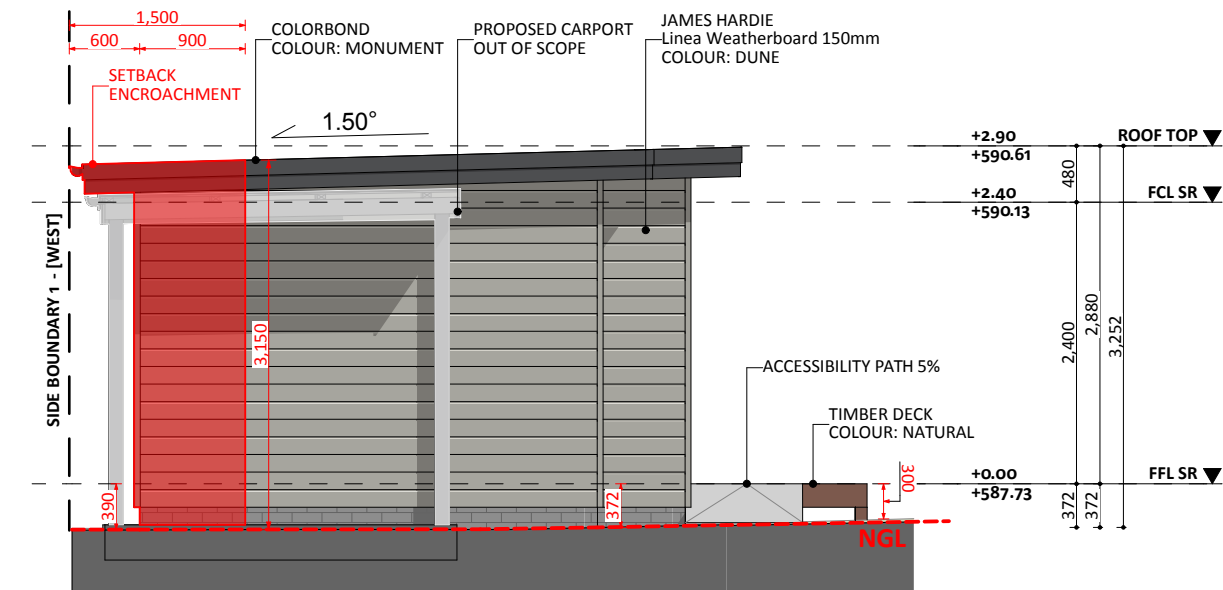 1,500
600
900
SETBACK
ENCROACHMENT
COLORBOND
COLOUR: MONUMENT
PROPOSED CARPORT
OUT OF SCOPE
JAMES HARDIE
Linea Weatherboard 150mm
COLOUR: DUNE
1.50°
+2.90
ROOF TOP
+590.61
480
+2.40
FCL SR
+590.13
SIDE BOUNDARY 1 - [WEST]
3,150
2,400
2,880
3,252
ACCESSIBILITY PATH 5%
TIMBER DECK
COLOUR: NATURAL
390
372
300
+0.00
FFL SR
+587.73
372
372
NGL